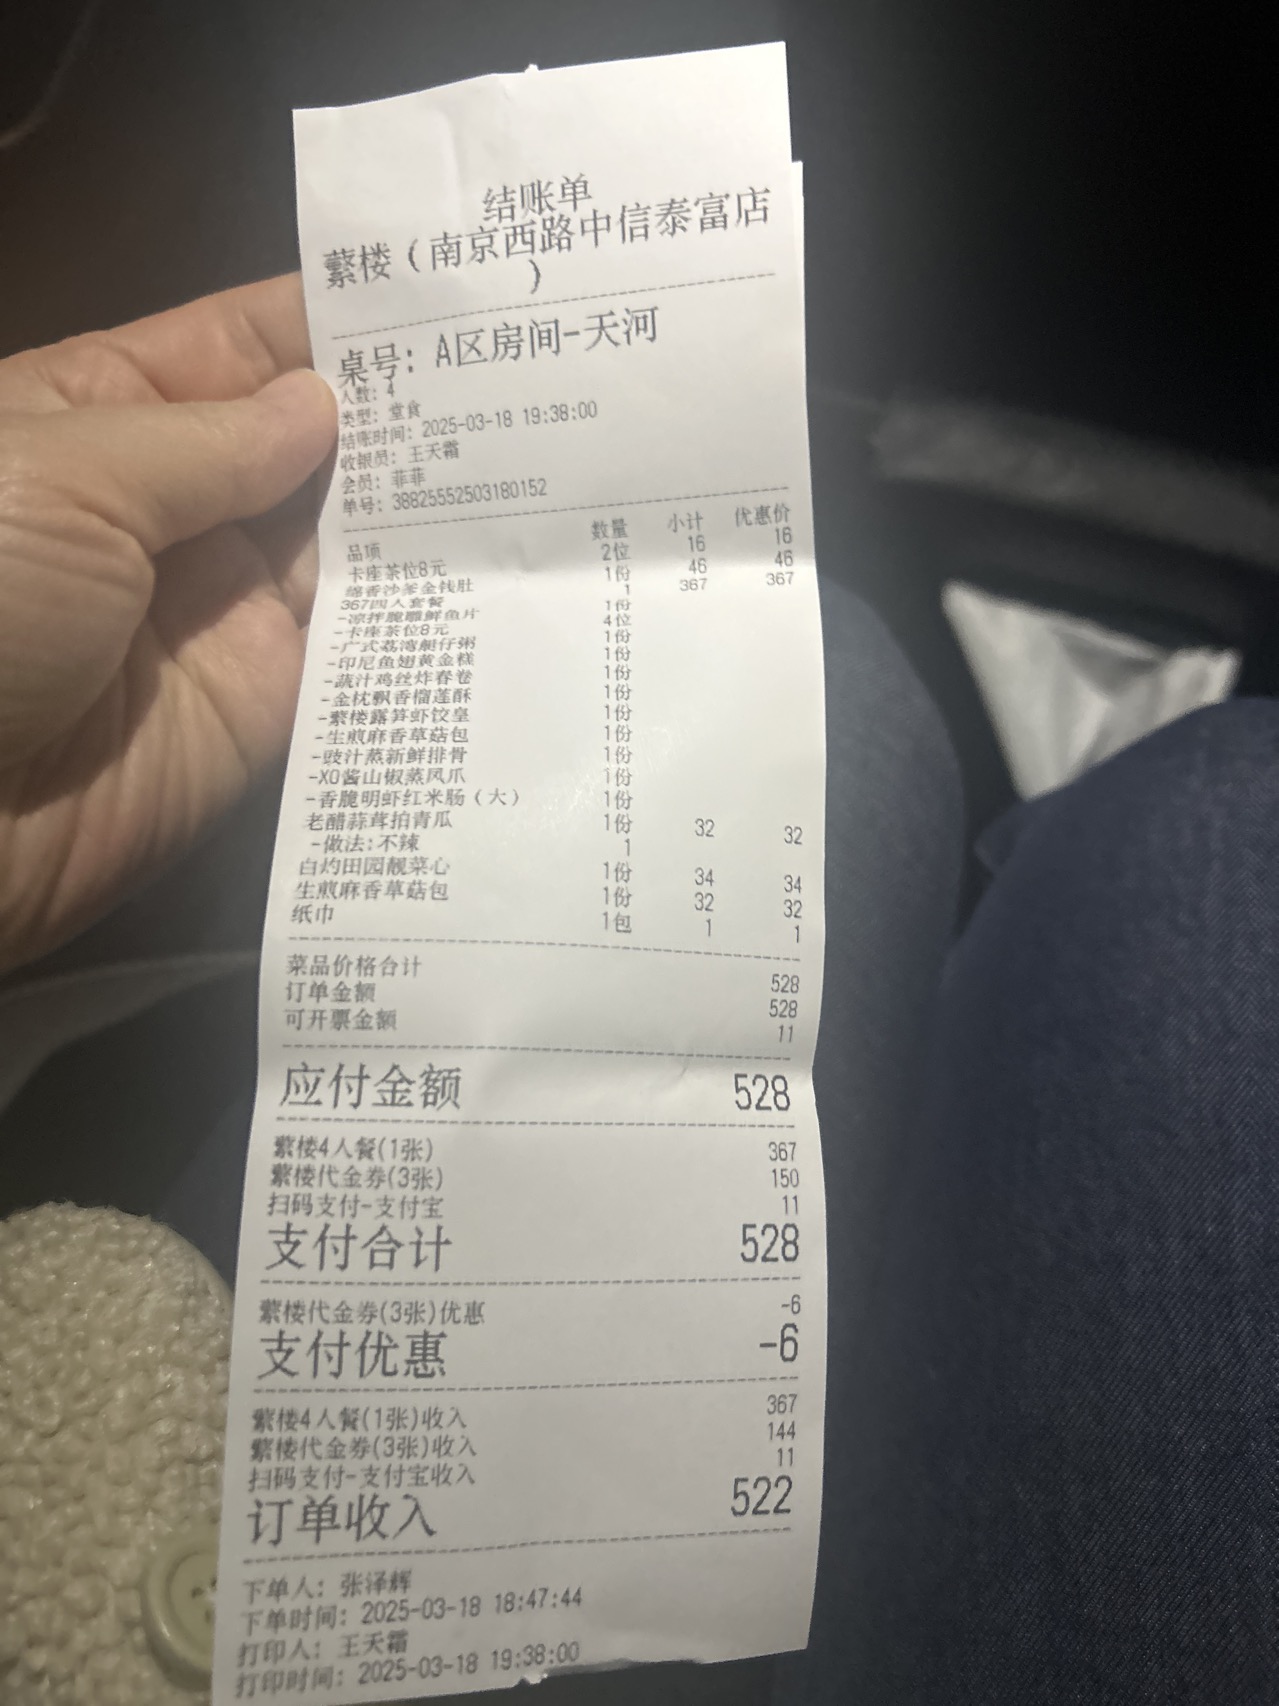 结账单
蘩楼（南京西路中信泰富店
）
桌号：A区房间-天河
人数：4
类型：堂食
结账时间：2025-03-18 19:38:00
收银员：王天霜
会员：菲菲
单号：38825552503180152
品项 数量 小计 优惠价
卡座茶位8元 2位 16 16
绵香沙爹金钱肚 1份 46 46
367四人套餐 1 367 367
-凉拌脆雕鲜鱼片 1份
-卡座茶位8元 4位
-广式荔湾艇仔粥 1份
-印尼鱼翅黄金糕 1份
-蔬汁鸡丝炸春卷 1份
-金枕飘香榴莲酥 1份
-蘩楼露笋虾饺皇 1份
-生煎麻香草菇包 1份
-豉汁蒸新鲜排骨 1份
-XO酱山椒蒸凤爪 1份
-香脆明虾红米肠（大） 1份
老醋蒜茸拍青瓜 1份 32 32
-做法:不辣 1
白灼田园靓菜心 1份 34 34
生煎麻香草菇包 1份 32 32
纸巾 1包 1 1
菜品价格合计 528
订单金额 528
可开票金额 11
应付金额 528
蘩楼4人餐(1张) 367
蘩楼代金券(3张) 150
扫码支付-支付宝 11
支付合计 528
蘩楼代金券(3张)优惠 -6
支付优惠 -6
蘩楼4人餐(1张)收入 367
蘩楼代金券(3张)收入 144
扫码支付-支付宝收入 11
订单收入 522
下单人：张泽辉
下单时间：2025-03-18 18:47:44
打印人：王天霜
打印时间：2025-03-18 19:38:00